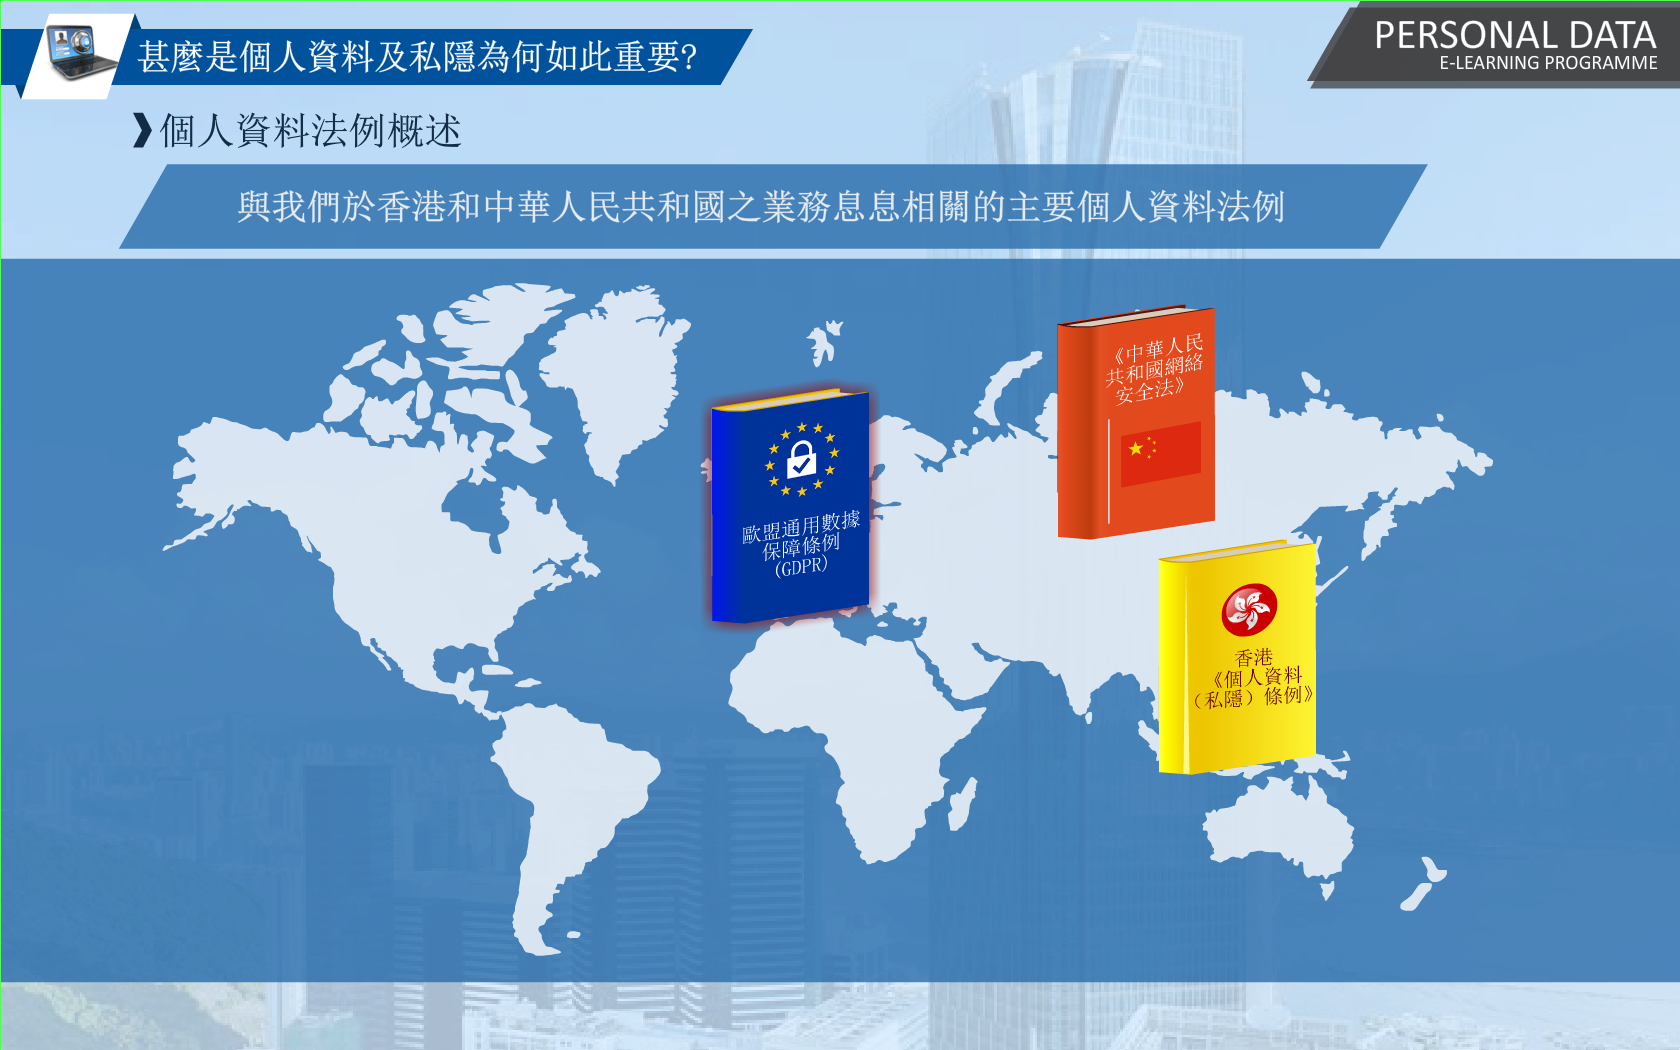 甚麼是個人資料及私隱為何如此重要?
PERSONAL DATA
E-LEARNING PROGRAMME
個人資料法例概述
與我們於香港和中華人民共和國之業務息息相關的主要個人資料法例
《中華人民
共和國網絡
安全法》
歐盟通用數據
保障條例
(GDPR)
香港
《個人資料
（私隱）條例》